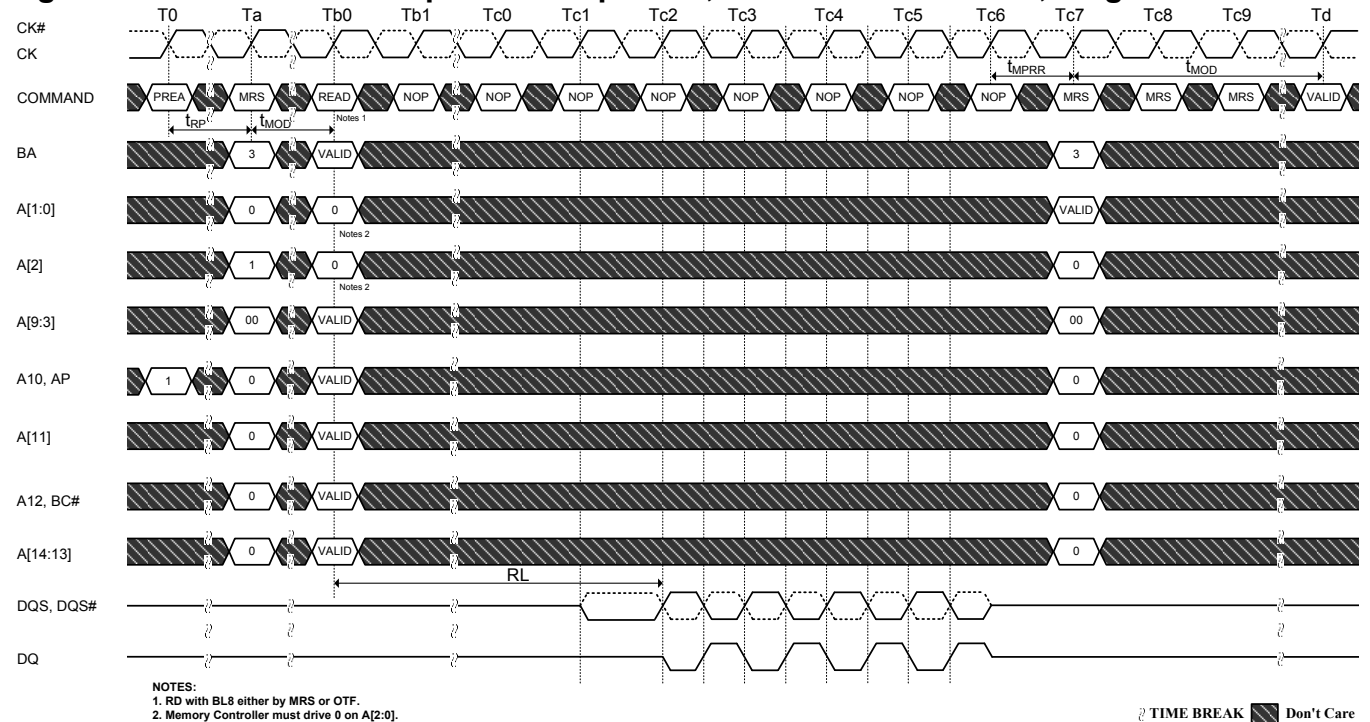 T0 Ta Tb0 Tb1 Tc0 Tc1 Tc2 Tc3 Tc4 Tc5 Tc6 Tc7 Tc8 Tc9 Td
CK#
CK
tMPRR tMOD
COMMAND PREA MRS READ NOP NOP NOP NOP NOP NOP NOP NOP MRS MRS MRS VALID
tRP tMOD Notes 1
BA 3 VALID 3
A[1:0] 0 0 VALID
Notes 2
A[2] 1 0 0
Notes 2
A[9:3] 00 VALID 00
A10, AP 1 0 VALID 0
A[11] 0 VALID 0
A12, BC# 0 VALID 0
A[14:13] 0 VALID 0
RL
DQS, DQS#
DQ
NOTES:
1. RD with BL8 either by MRS or OTF.
2. Memory Controller must drive 0 on A[2:0].
TIME BREAK Don't Care